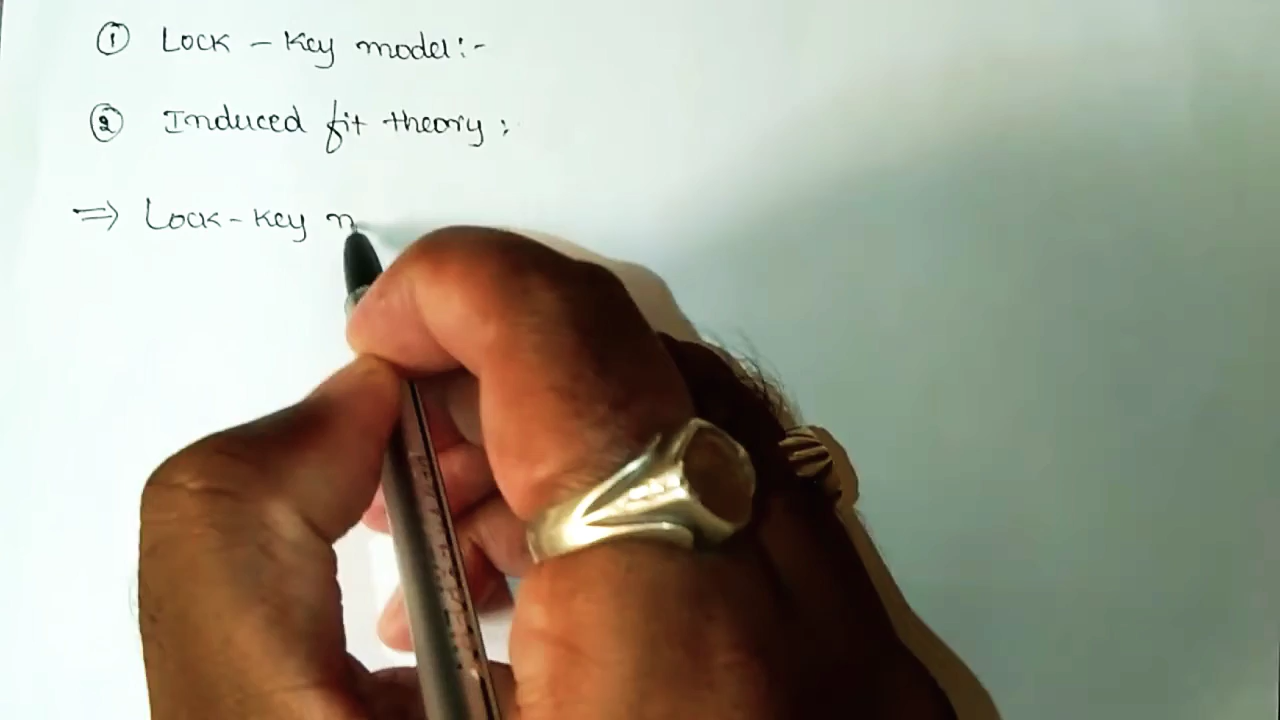 ① Lock - Key model:-
② Induced fit theory:
⇒ Lock-Key m